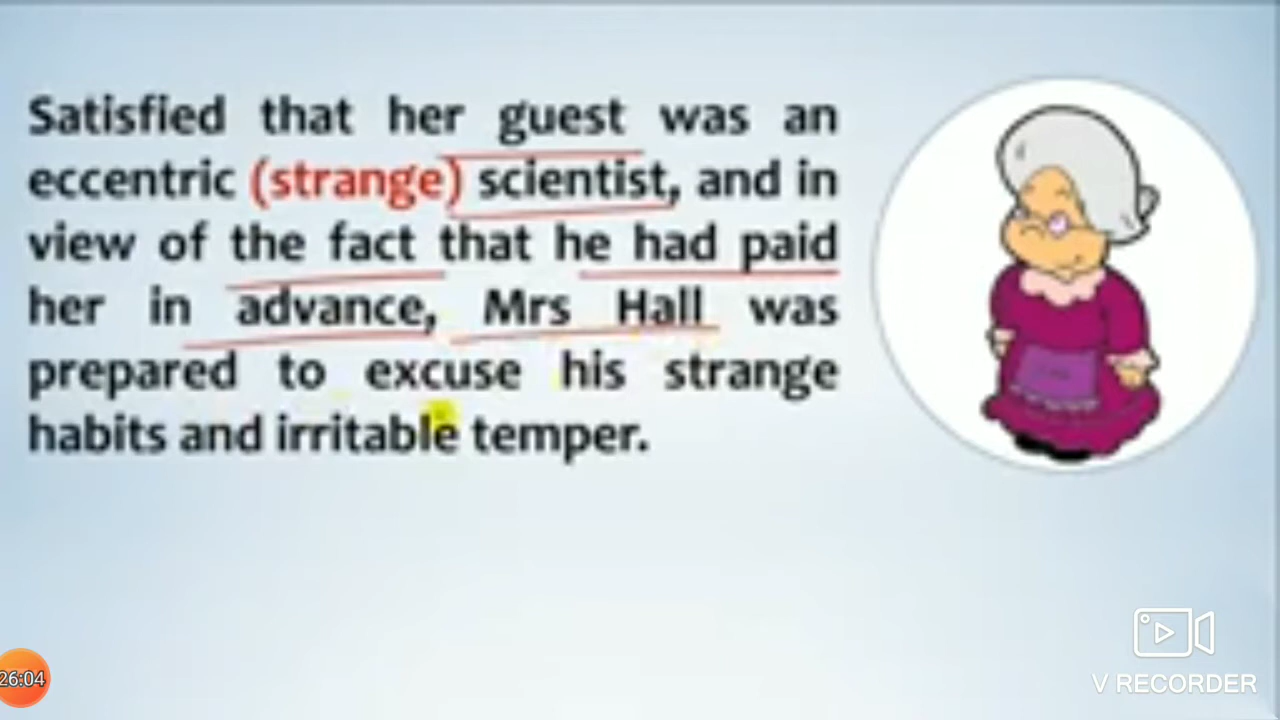 Satisfied that her guest was an
eccentric (strange) scientist, and in
view of the fact that he had paid
her in advance, Mrs Hall was
prepared to excuse his strange
habits and irritable temper.
26:04
V RECORDER